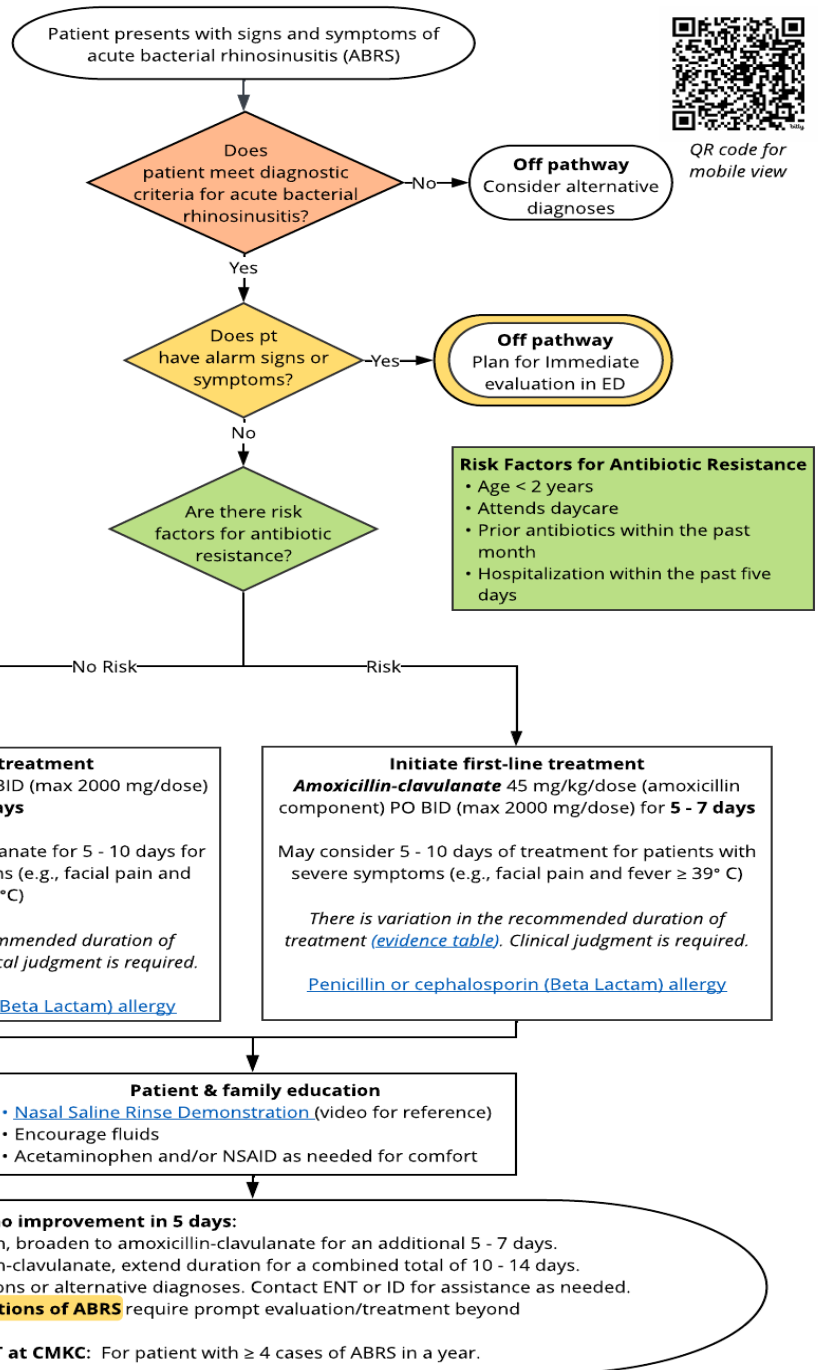 Patient presents with signs and symptoms of
acute bacterial rhinosinusitis (ABRS)
QR code for
mobile view
Does
patient meet diagnostic
criteria for acute bacterial
rhinosinusitis?
No
Off pathway
Consider alternative
diagnoses
Yes
Does pt
have alarm signs or
symptoms?
Yes
Off pathway
Plan for Immediate
evaluation in ED
No
Are there risk
factors for antibiotic
resistance?
Risk Factors for Antibiotic Resistance
• Age < 2 years
• Attends daycare
• Prior antibiotics within the past
month
• Hospitalization within the past five
days
No Risk
Risk
treatment
BID (max 2000 mg/dose)
ays
anate for 5 - 10 days for
ns (e.g., facial pain and
°C)
mmended duration of
cal judgment is required.
(Beta Lactam) allergy
Initiate first-line treatment
Amoxicillin-clavulanate 45 mg/kg/dose (amoxicillin
component) PO BID (max 2000 mg/dose) for 5 - 7 days
May consider 5 - 10 days of treatment for patients with
severe symptoms (e.g., facial pain and fever ≥ 39° C)
There is variation in the recommended duration of
treatment (evidence table). Clinical judgment is required.
Penicillin or cephalosporin (Beta Lactam) allergy
Patient & family education
• Nasal Saline Rinse Demonstration (video for reference)
• Encourage fluids
• Acetaminophen and/or NSAID as needed for comfort
no improvement in 5 days:
n, broaden to amoxicillin-clavulanate for an additional 5 - 7 days.
n-clavulanate, extend duration for a combined total of 10 - 14 days.
ons or alternative diagnoses. Contact ENT or ID for assistance as needed.
tions of ABRS require prompt evaluation/treatment beyond
T at CMKC: For patient with ≥ 4 cases of ABRS in a year.